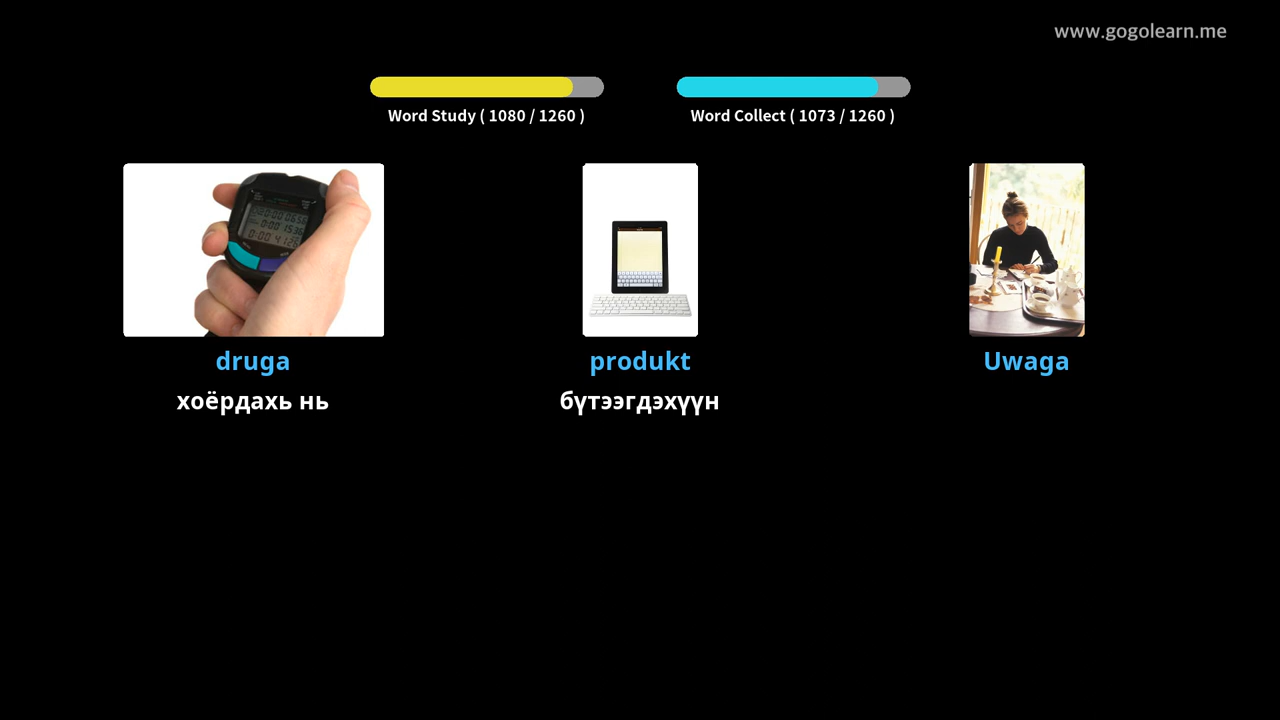 www.gogolearn.me
Word Study ( 1080 / 1260 )
Word Collect ( 1073 / 1260 )
druga
produkt
Uwaga
хоёрдахь нь
бүтээгдэхүүн